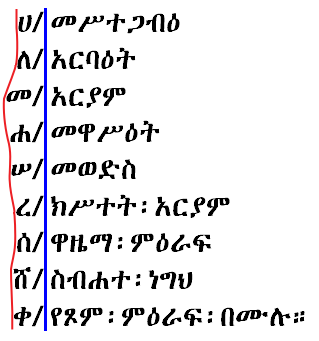 ሀ/ መሥተጋብዕ
ለ/ አርባዕት
መ/ አርያም
ሐ/ መዋሥዕት
ሠ/ መወድስ
ረ/ ክሥተት፡አርያም
ሰ/ ዋዜማ፡ምዕራፍ
ሸ/ ስብሐተ፡ነግህ
ቀ/ የጾም፡ምዕራፍ፡በሙሉ።